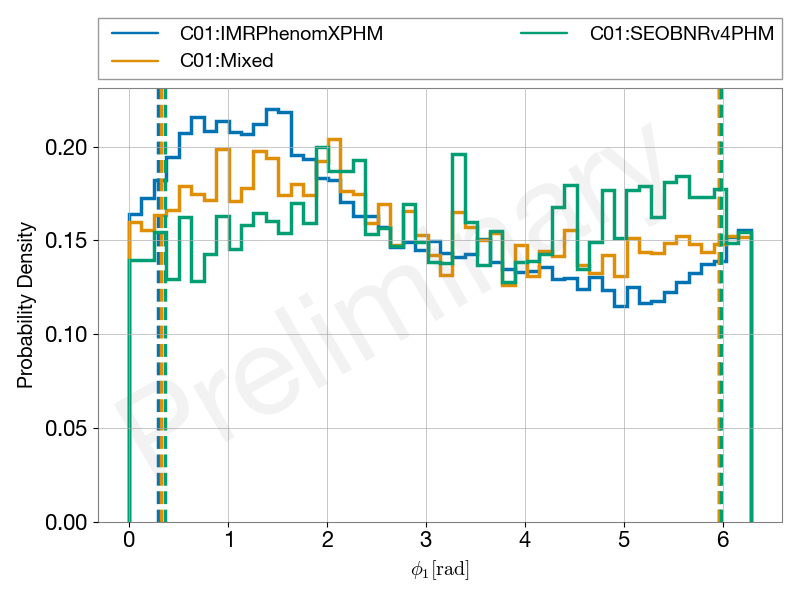 C01:IMRPhenomXPHM
C01:Mixed
C01:SEOBNRv4PHM
Probability Density
0.20
0.15
0.10
0.05
0.00
Preliminary
0 1 2 3 4 5 6
ϕ₁[rad]